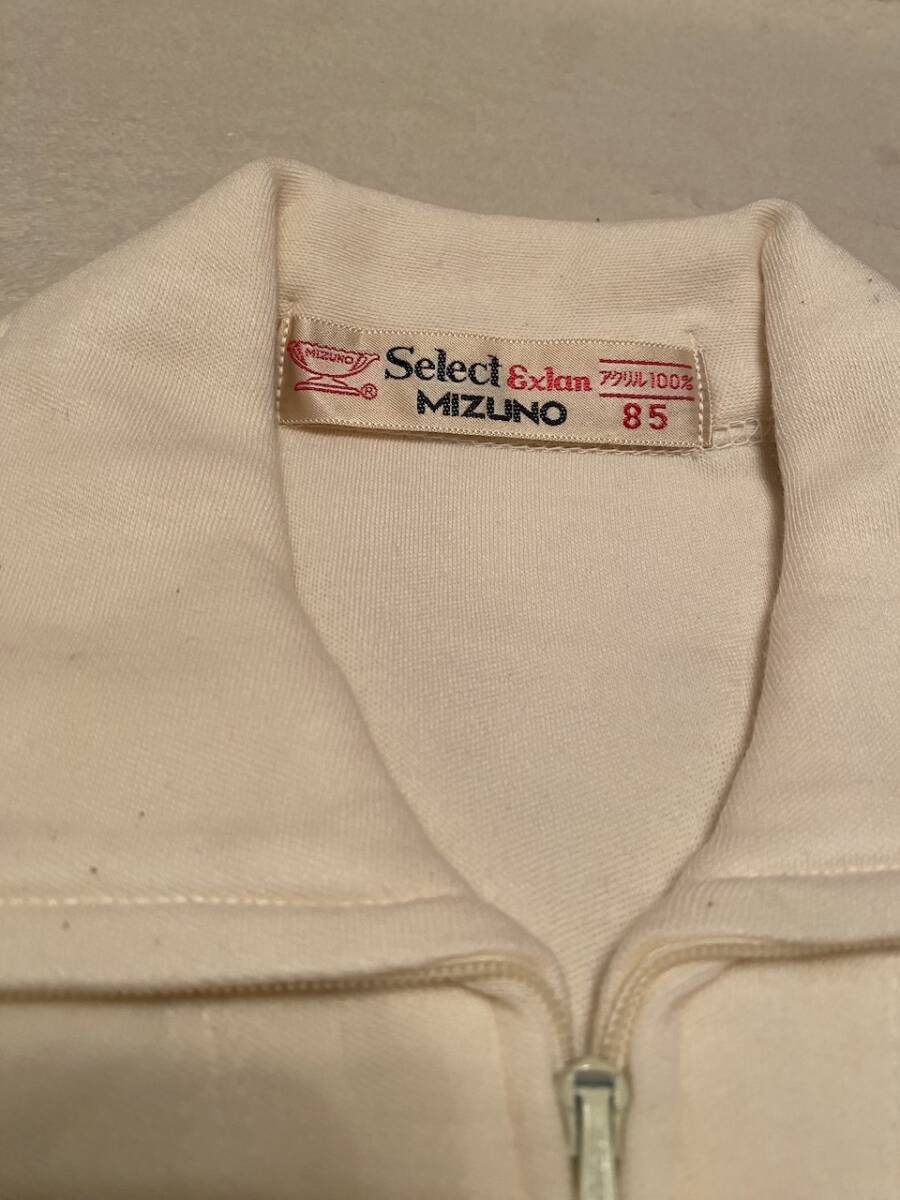 MIZUNO
®
Select Exlan アクリル100%
MIZUNO 85